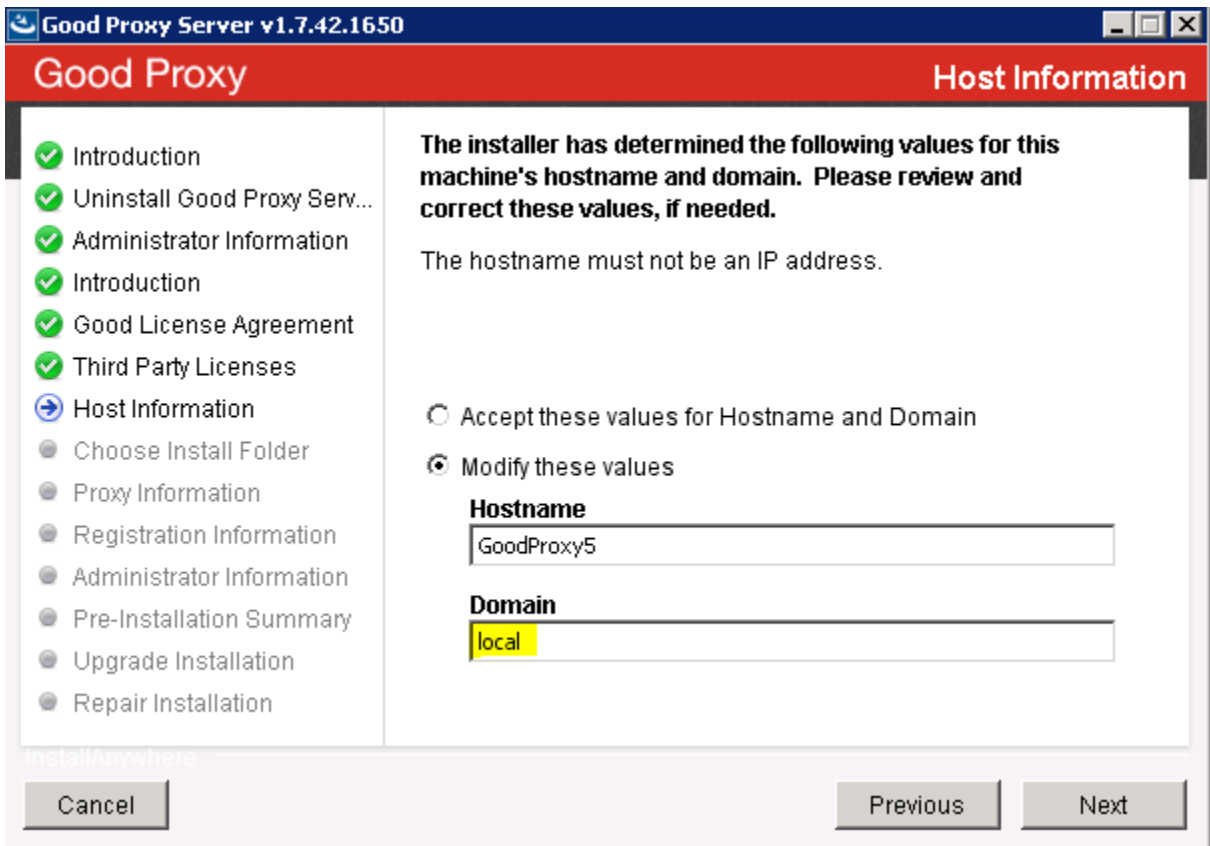 Good Proxy Server v1.7.42.1650
Good Proxy
Host Information
Introduction
Uninstall Good Proxy Serv...
Administrator Information
Introduction
Good License Agreement
Third Party Licenses
Host Information
Choose Install Folder
Proxy Information
Registration Information
Administrator Information
Pre-Installation Summary
Upgrade Installation
Repair Installation
The installer has determined the following values for this
machine's hostname and domain. Please review and
correct these values, if needed.
The hostname must not be an IP address.
Accept these values for Hostname and Domain
Modify these values
Hostname
GoodProxy5
Domain
local
InstallAnywhere
Cancel
Previous
Next